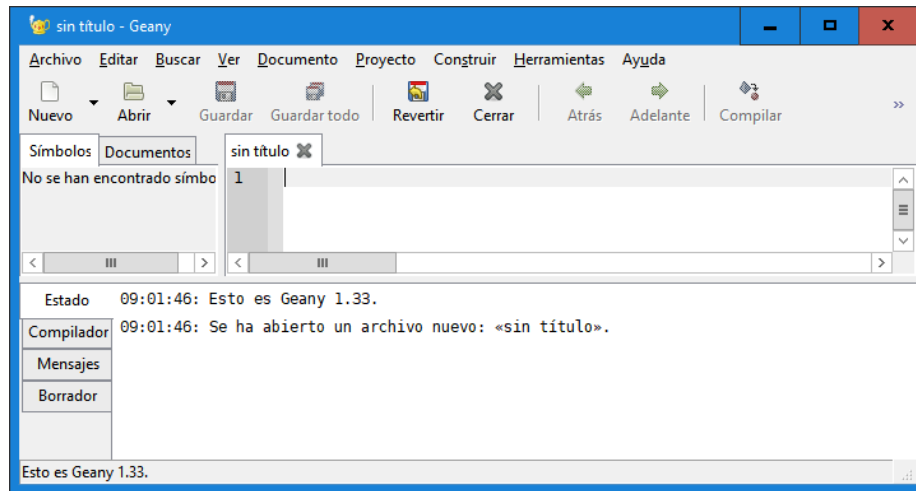 sin título - Geany
Archivo Editar Buscar Ver Documento Proyecto Construir Herramientas Ayuda
Nuevo Abrir Guardar Guardar todo Revertir Cerrar Atrás Adelante Compilar
Símbolos Documentos sin título
No se han encontrado símbo 1
Estado 09:01:46: Esto es Geany 1.33.
Compilador 09:01:46: Se ha abierto un archivo nuevo: «sin título».
Mensajes
Borrador
Esto es Geany 1.33.